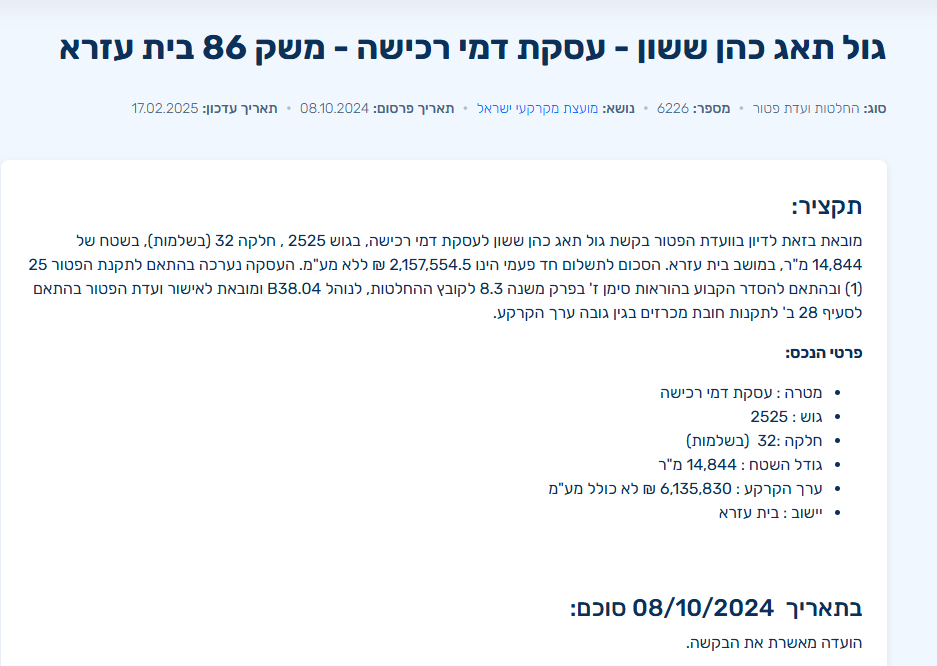 גול תאג כהן ששון - עסקת דמי רכישה - משק 86 בית עזרא
סוג: החלטות ועדת פטור • מספר: 6226 • נושא: מועצת מקרקעי ישראל • תאריך פרסום: 08.10.2024 • תאריך עדכון: 17.02.2025
תקציר:
מובאת בזאת לדיון בוועדת הפטור בקשת גול תאג כהן ששון לעסקת דמי רכישה, בגוש 2525 , חלקה 32 (בשלמות), בשטח של
14,844 מ"ר, במושב בית עזרא. הסכום לתשלום חד פעמי הינו 2,157,554.5 ₪ ללא מע"מ. העסקה נערכה בהתאם לתקנת הפטור 25
(1) ובהתאם להסדר הקבוע בהוראות סימן ז' בפרק משנה 8.3 לקובץ ההחלטות, לנוהל B38.04 ומובאת לאישור ועדת הפטור בהתאם
לסעיף 28 ב' לתקנות חובת מכרזים בגין גובה ערך הקרקע.
פרטי הנכס:
• מטרה : עסקת דמי רכישה
• גוש : 2525
• חלקה :32 (בשלמות)
• גודל השטח : 14,844 מ"ר
• ערך הקרקע : 6,135,830 ₪ לא כולל מע"מ
• יישוב : בית עזרא
בתאריך 08/10/2024 סוכם:
הועדה מאשרת את הבקשה.